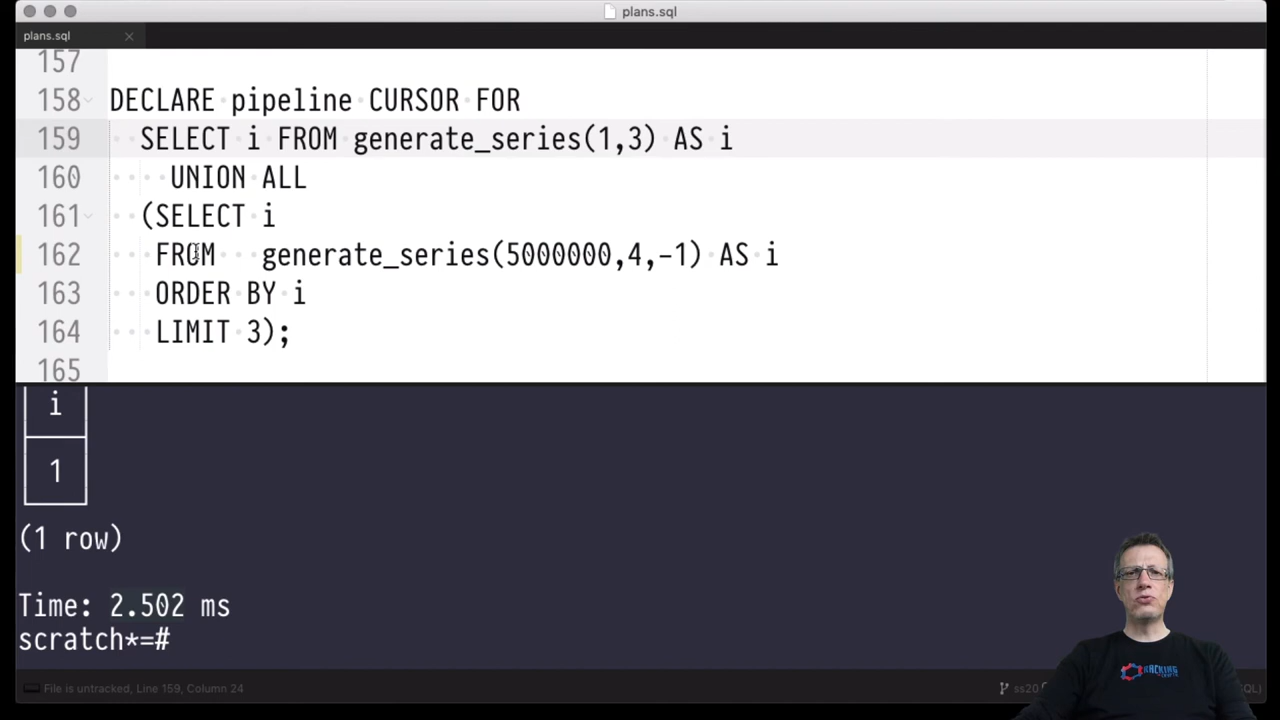 plans.sql
plans.sql
157
158 DECLARE pipeline CURSOR FOR
159 SELECT i FROM generate_series(1,3) AS i
160 UNION ALL
161 (SELECT i
162 FROM generate_series(5000000,4,-1) AS i
163 ORDER BY i
164 LIMIT 3);
165
i
1
(1 row)
Time: 2.502 ms
scratch*=#
File is untracked, Line 159, Column 24
ss20